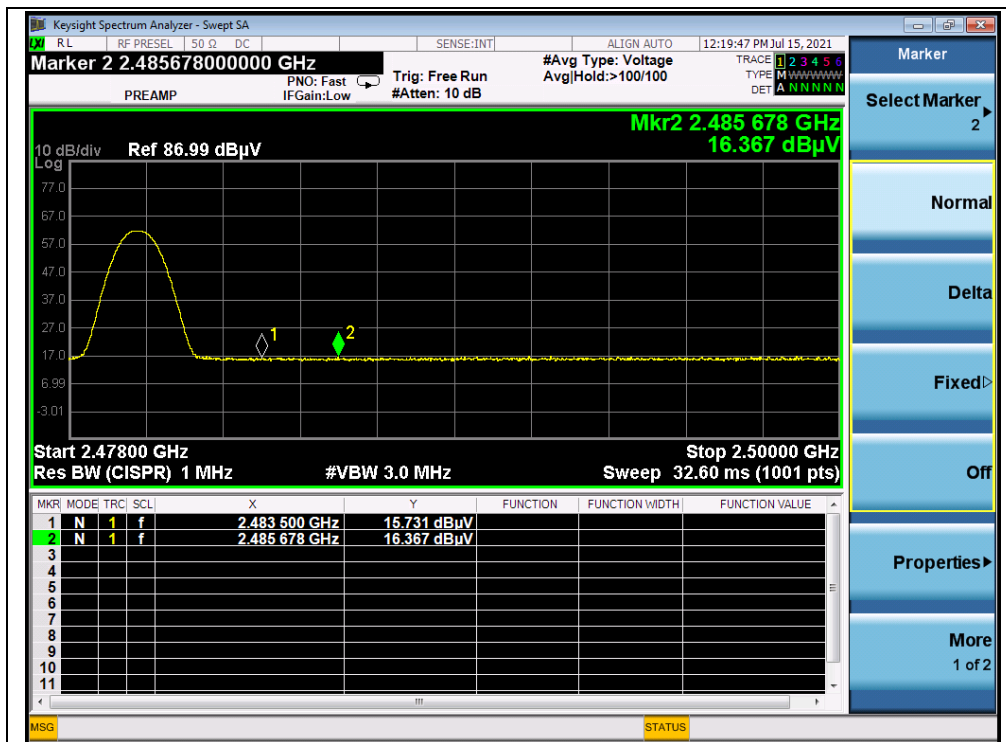 Keysight Spectrum Analyzer - Swept SA
LXI RL RF PRESEL 50 Ω DC SENSE:INT ALIGN AUTO 12:19:47 PM Jul 15, 2021
Marker 2 2.485678000000 GHz
PREAMP
PNO: Fast
IFGain:Low
Trig: Free Run
#Atten: 10 dB
#Avg Type: Voltage
Avg|Hold:>100/100
TRACE 1 2 3 4 5 6
TYPE M WWWWW
DET A N N N N N
Mkr2 2.485 678 GHz
16.367 dBµV
10 dB/div Ref 86.99 dBµV
Log
77.0
67.0
57.0
47.0
37.0
27.0
17.0
6.99
-3.01
1
2
Start 2.47800 GHz Stop 2.50000 GHz
Res BW (CISPR) 1 MHz #VBW 3.0 MHz Sweep 32.60 ms (1001 pts)
MKR MODE TRC SCL X Y FUNCTION FUNCTION WIDTH FUNCTION VALUE
1 N 1 f 2.483 500 GHz 15.731 dBµV
2 N 1 f 2.485 678 GHz 16.367 dBµV
3
4
5
6
7
8
9
10
11
MSG STATUS
Marker
Select Marker
2
Normal
Delta
Fixed
Off
Properties
More
1 of 2